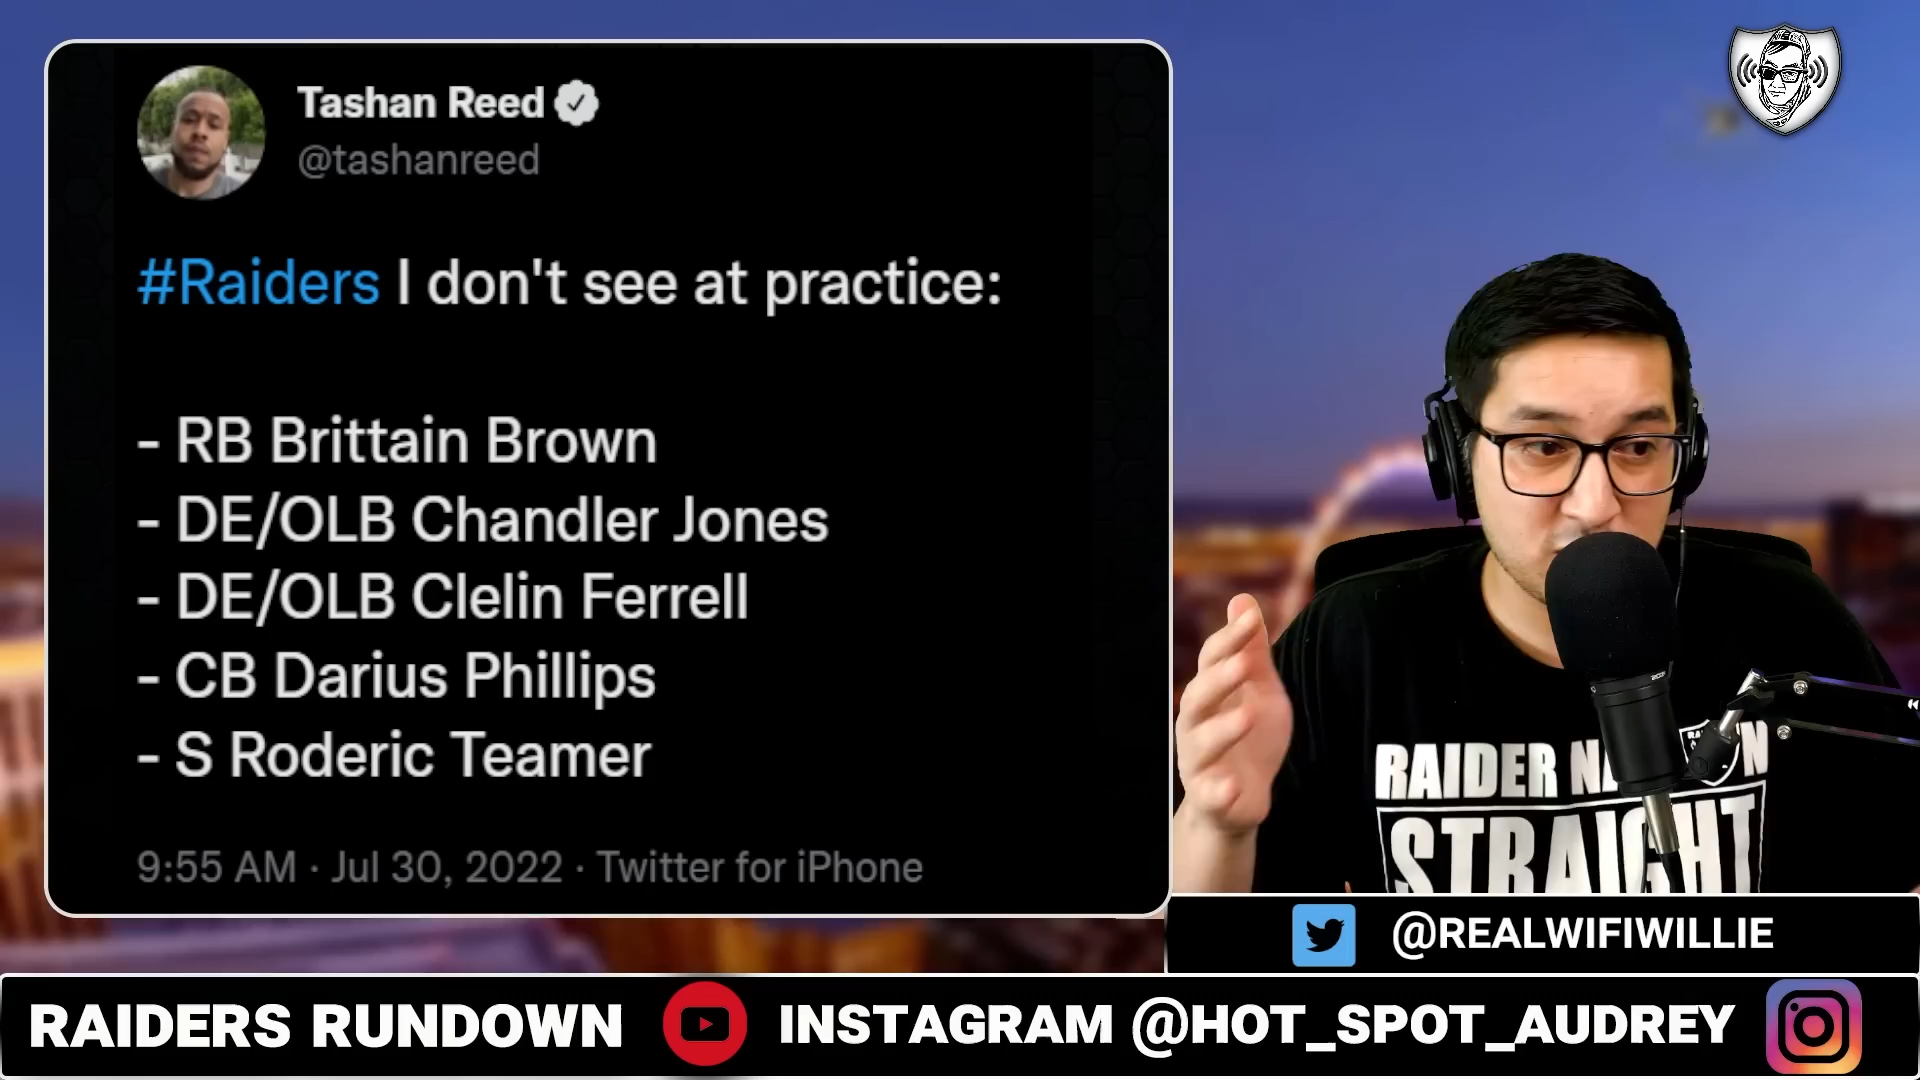 Tashan Reed
@tashanreed
#Raiders I don't see at practice:
- RB Brittain Brown
- DE/OLB Chandler Jones
- DE/OLB Clelin Ferrell
- CB Darius Phillips
- S Roderic Teamer
9:55 AM · Jul 30, 2022 · Twitter for iPhone
RAIDER
STRAIGHT
@REALWIFIWILLIE
RAIDERS RUNDOWN
INSTAGRAM @HOT_SPOT_AUDREY